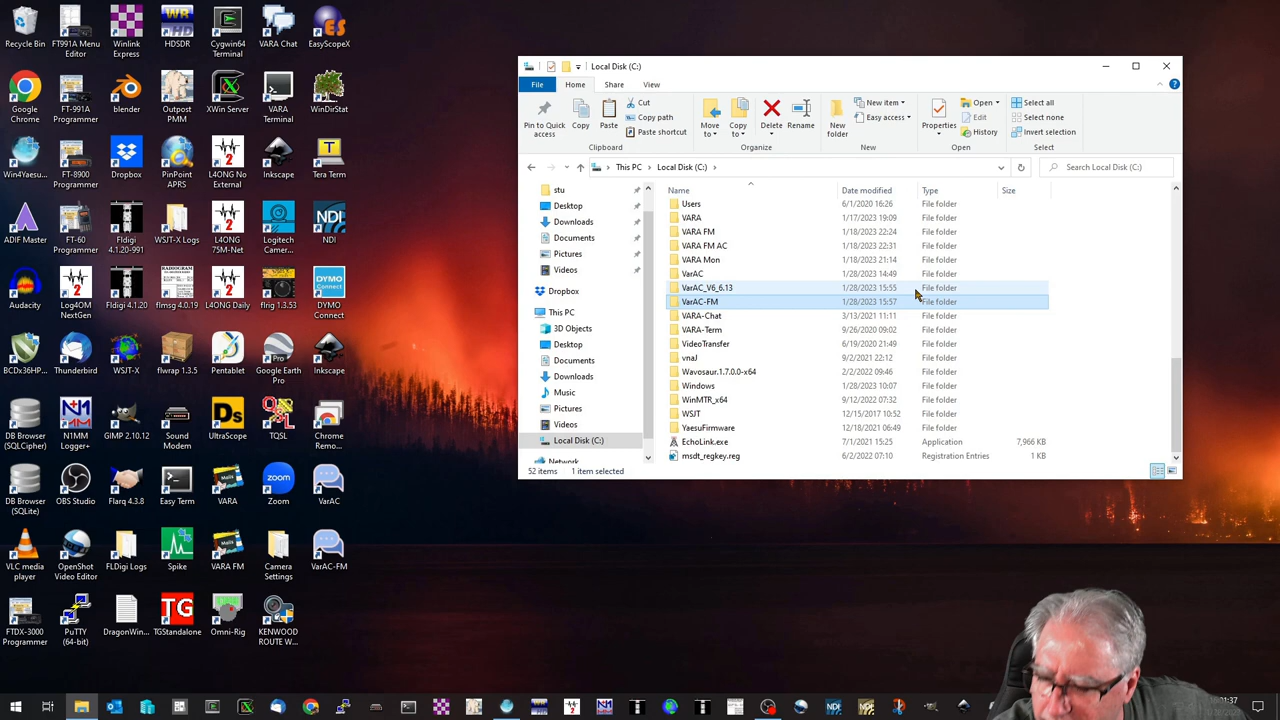 Recycle Bin
FT991A Menu Editor
Winlink Express
HDSDR
Cygwin64 Terminal
VARA Chat
EasyScopeX
Google Chrome
FT-991A Programmer
blender
Outpost PMM
XWin Server
VARA Terminal
WinDirStat
Win4Yaesu...
FT-8900 Programmer
Dropbox
PinPoint APRS
L4ONG No External
Inkscape
Tera Term
ADIF Master
FT-60 Programmer
Fldigi 4.1.20-991
WSJT-X Logs
L4ONG 75M-Net
Logitech Camer...
NDI
Audacity
Log4OM NextGen
Fldigi 4.1.20
flmsg 4.0.19
L4ONG Daily
flrig 1.3.53
DYMO Connect
BCDx36HP...
Thunderbird
WSJT-X
flwrap 1.3.5
Pentablet
Google Earth Pro
Inkscape
DB Browser (SQLCipher)
N1MM Logger+
GIMP 2.10.12
Sound Modem
UltraScope
TQSL
Chrome Remo...
DB Browser (SQLite)
OBS Studio
Flarq 4.3.8
Easy Term
VARA
Zoom
VarAC
VLC media player
OpenShot Video Editor
FLDigi Logs
Spike
VARA FM
Camera Settings
VarAC-FM
FTDX-3000 Programmer
PuTTY (64-bit)
DragonWin...
TGStandalone
Omni-Rig
KENWOOD ROUTE W...
Local Disk (C:)
File Home Share View
Pin to Quick access
Copy
Paste
Cut
Copy path
Paste shortcut
Clipboard
Move to
Copy to
Delete
Rename
Organize
New folder
New item
Easy access
New
Properties
Open
Edit
History
Open
Select all
Select none
Invert selection
Select
This PC > Local Disk (C:) >
Search Local Disk (C:)
stu
Desktop
Downloads
Documents
Pictures
Videos
Dropbox
This PC
3D Objects
Desktop
Documents
Downloads
Music
Pictures
Videos
Local Disk (C:)
Network
Name Date modified Type Size
Users 6/1/2020 16:26 File folder
VARA 1/17/2023 19:09 File folder
VARA FM 1/18/2023 22:24 File folder
VARA FM AC 1/18/2023 22:31 File folder
VARA Mon 1/18/2023 21:14 File folder
VarAC 1/28/2023 14:49 File folder
VarAC_V6_6.13 1/28/2023 15:55 File folder
VarAC-FM 1/28/2023 15:57 File folder
VARA-Chat 3/13/2021 11:11 File folder
VARA-Term 9/26/2020 09:02 File folder
VideoTransfer 6/19/2020 21:49 File folder
vnaJ 9/2/2021 22:12 File folder
Wavosaur.1.7.0.0-x64 2/2/2022 09:46 File folder
Windows 1/28/2023 10:07 File folder
WinMTR_x64 9/12/2022 07:32 File folder
WSJT 12/15/2017 10:52 File folder
YaesuFirmware 12/18/2021 06:49 File folder
EchoLink.exe 7/1/2021 15:25 Application 7,966 KB
msdt_regkey.reg 6/2/2022 07:10 Registration Entries 1 KB
52 items 1 item selected